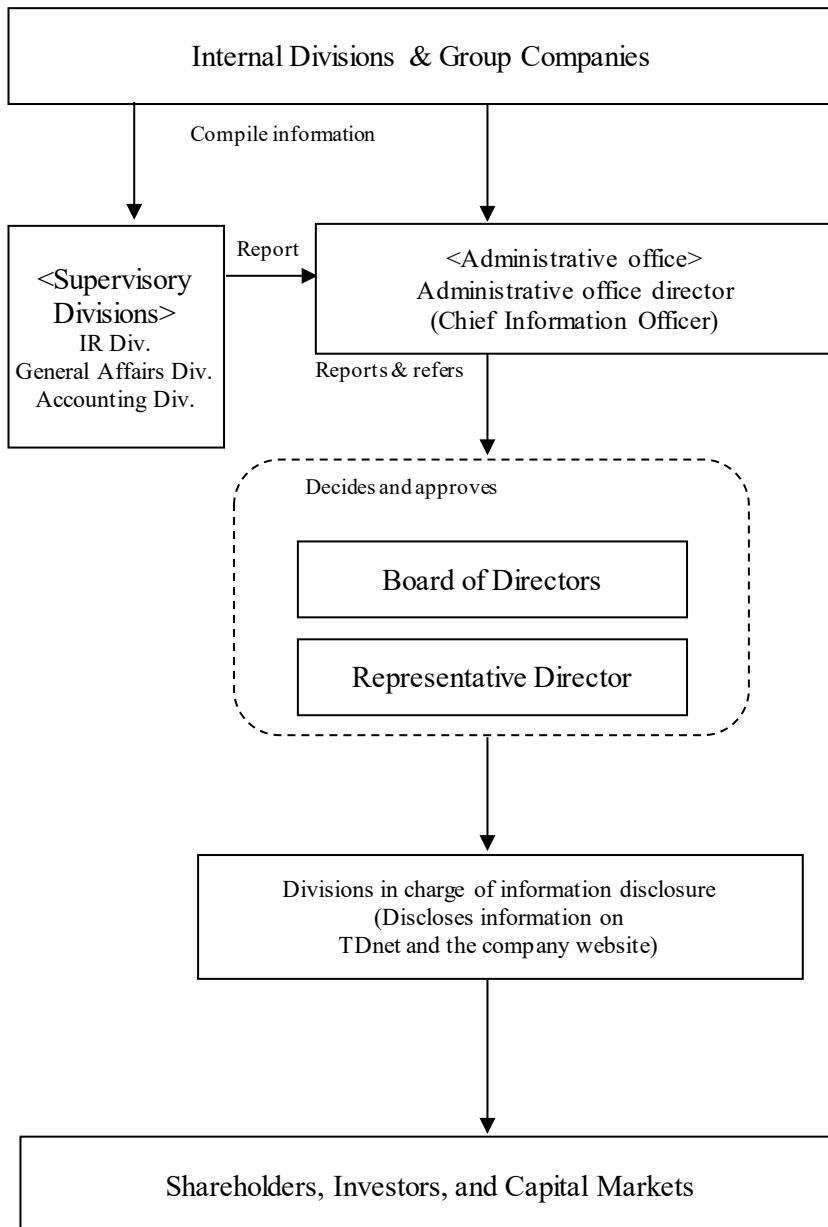 Internal Divisions & Group Companies
Compile information
<Supervisory
Divisions>
IR Div.
General Affairs Div.
Accounting Div.
Report
<Administrative office>
Administrative office director
(Chief Information Officer)
Reports & refers
Decides and approves
Board of Directors
Representative Director
Divisions in charge of information disclosure
(Discloses information on
TDnet and the company website)
Shareholders, Investors, and Capital Markets